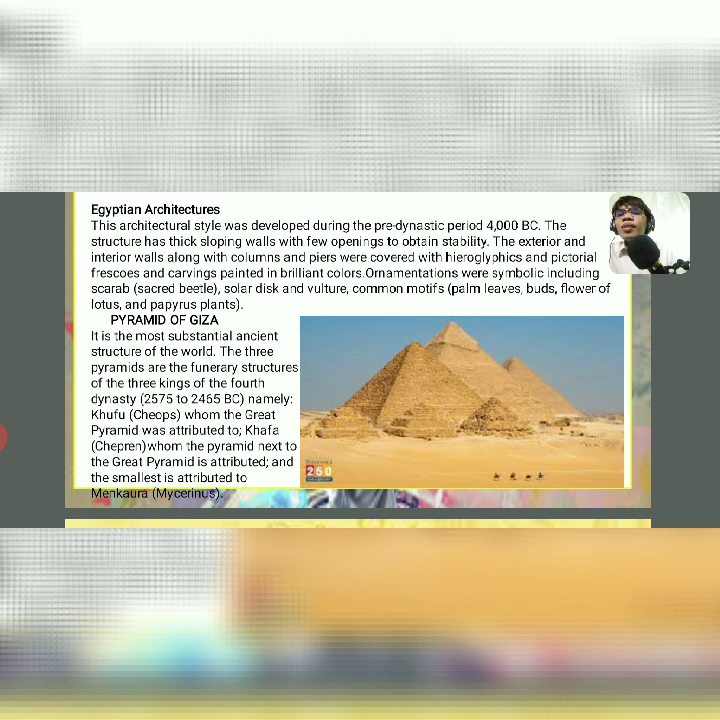 Egyptian Architectures
This architectural style was developed during the pre-dynastic period 4,000 BC. The
structure has thick sloping walls with few openings to obtain stability. The exterior and
interior walls along with columns and piers were covered with hieroglyphics and pictorial
frescoes and carvings painted in brilliant colors.Ornamentations were symbolic including
scarab (sacred beetle), solar disk and vulture, common motifs (palm leaves, buds, flower of
lotus, and papyrus plants).
PYRAMID OF GIZA
It is the most substantial ancient
structure of the world. The three
pyramids are the funerary structures
of the three kings of the fourth
dynasty (2575 to 2465 BC) namely:
Khufu (Cheops) whom the Great
Pyramid was attributed to; Khafa
(Chepren)whom the pyramid next to
the Great Pyramid is attributed; and
the smallest is attributed to
Menkaura (Mycerinus).
250